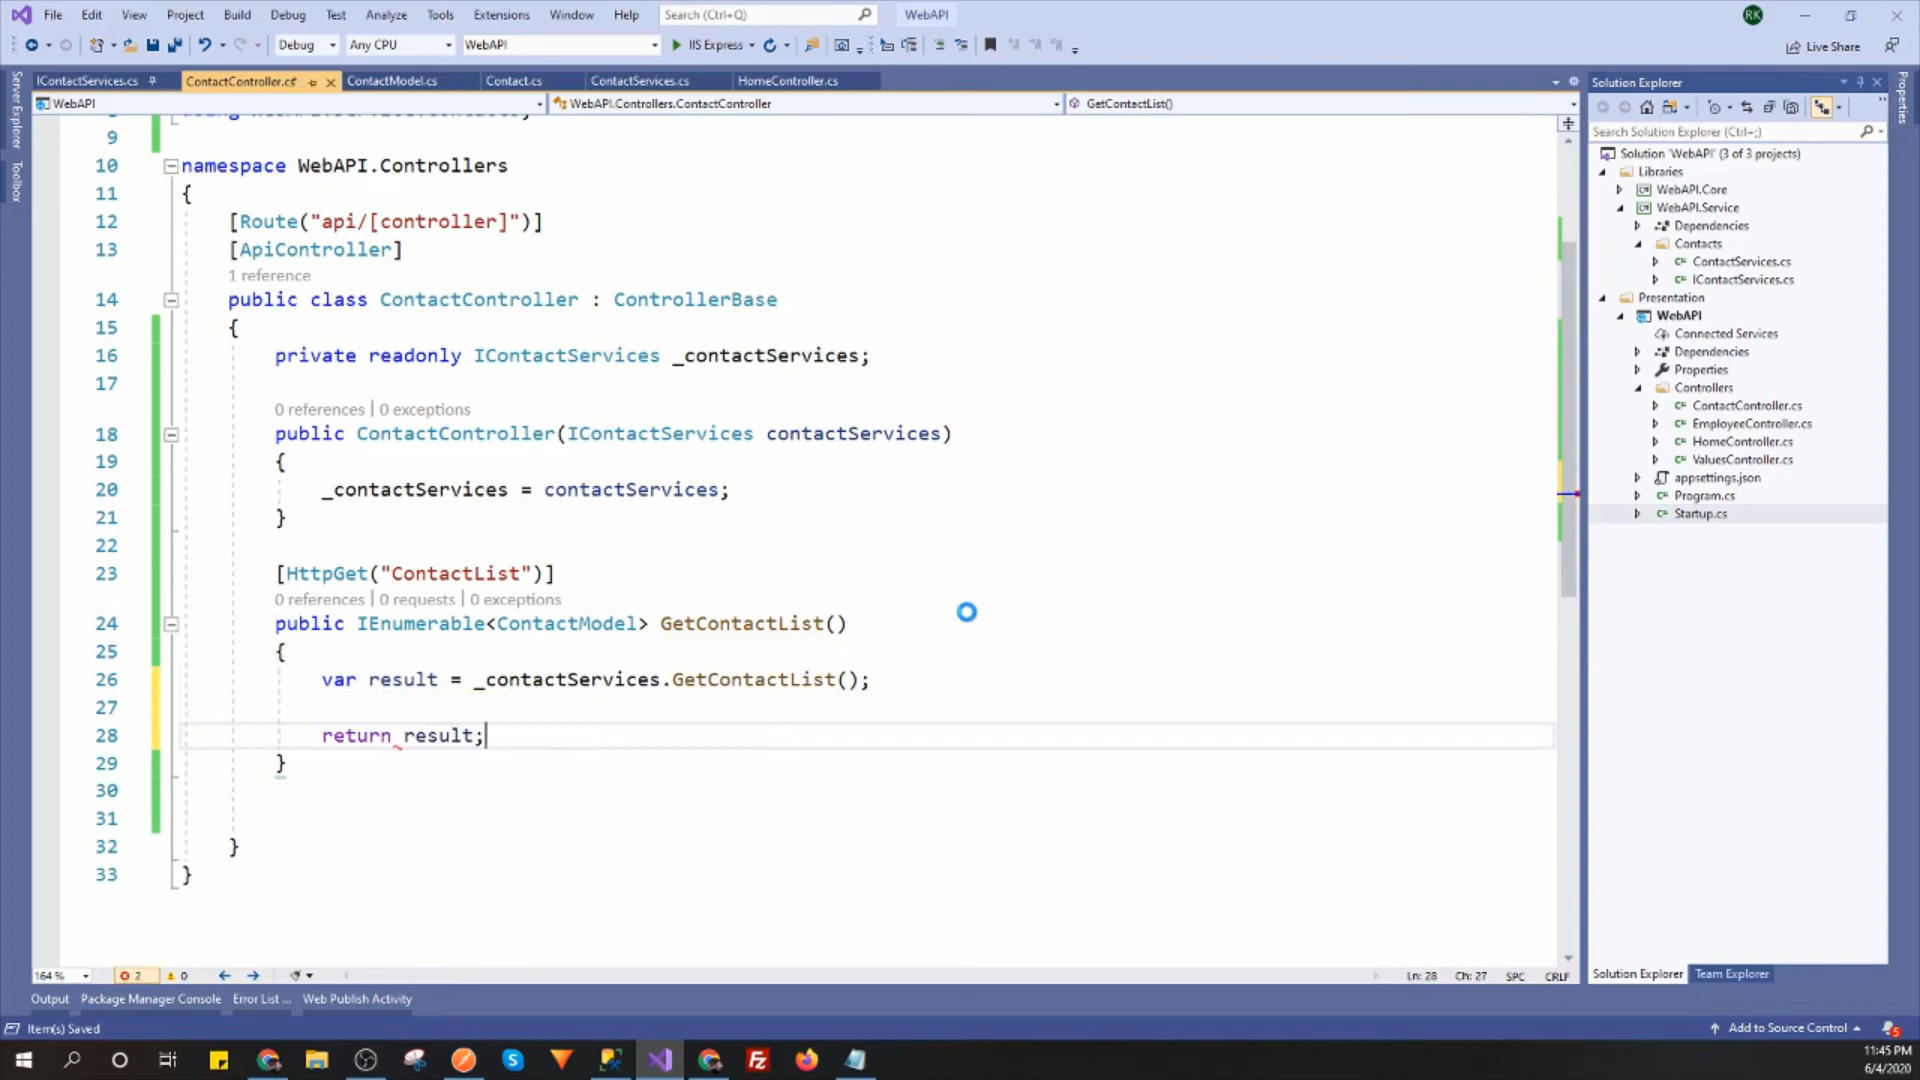 File Edit View Project Build Debug Test Analyze Tools Extensions Window Help Search (Ctrl+Q) WebAPI RK
Debug Any CPU WebAPI IIS Express Live Share
IContactServices.cs ContactController.cs* ContactModel.cs Contact.cs ContactServices.cs HomeController.cs
WebAPI WebAPI.Controllers.ContactController GetContactList()
Server Explorer
Toolbox
9
10 namespace WebAPI.Controllers
11 {
12 [Route("api/[controller]")]
13 [ApiController]
1 reference
14 public class ContactController : ControllerBase
15 {
16 private readonly IContactServices _contactServices;
17
0 references | 0 exceptions
18 public ContactController(IContactServices contactServices)
19 {
20 _contactServices = contactServices;
21 }
22
23 [HttpGet("ContactList")]
0 references | 0 requests | 0 exceptions
24 public IEnumerable<ContactModel> GetContactList()
25 {
26 var result = _contactServices.GetContactList();
27
28 return result;
29 }
30
31
32 }
33 }
164 % 2 0 Ln: 28 Ch: 27 SPC CRLF
Output Package Manager Console Error List ... Web Publish Activity
Item(s) Saved
Solution Explorer
Search Solution Explorer (Ctrl+;)
Solution 'WebAPI' (3 of 3 projects)
Libraries
C# WebAPI.Core
C# WebAPI.Service
Dependencies
Contacts
C# ContactServices.cs
C# IContactServices.cs
Presentation
WebAPI
Connected Services
Dependencies
Properties
Controllers
C# ContactController.cs
C# EmployeeController.cs
C# HomeController.cs
C# ValuesController.cs
appsettings.json
C# Program.cs
C# Startup.cs
Solution Explorer Team Explorer
Properties
Add to Source Control 5
11:45 PM
6/4/2020